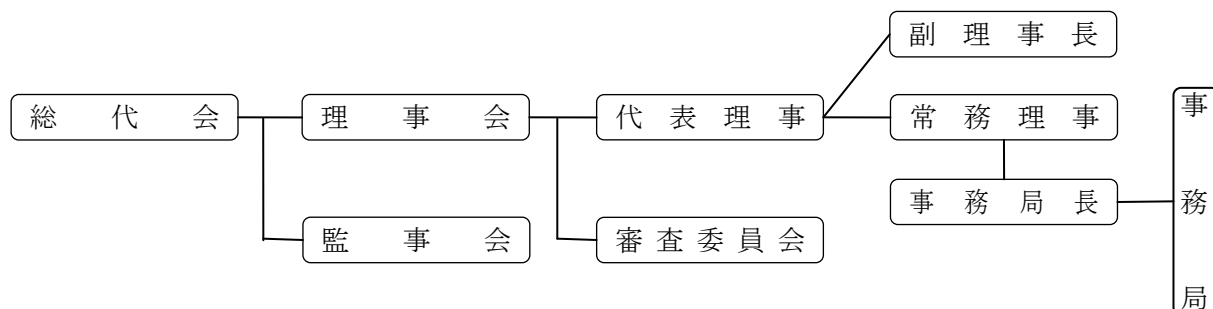 副理事長
総代会
理事会
代表理事
常務理事
事務局長
監事会
審査委員会
事務局